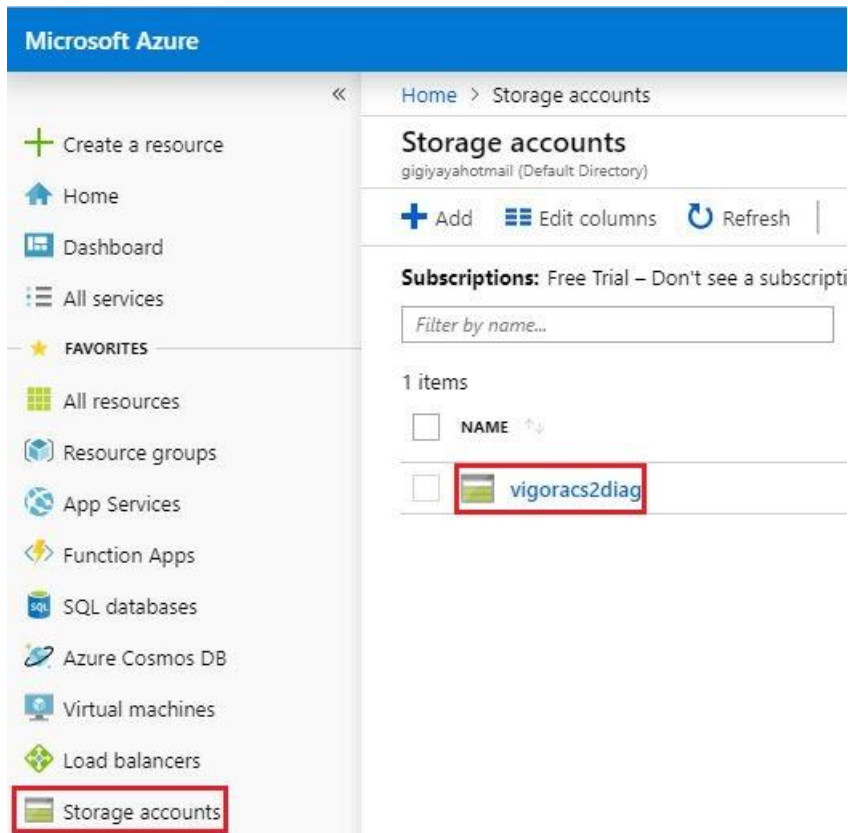 Microsoft Azure
«
Create a resource
Home
Dashboard
All services
FAVORITES
All resources
Resource groups
App Services
Function Apps
SQL
SQL databases
Azure Cosmos DB
Virtual machines
Load balancers
Storage accounts
Home > Storage accounts
Storage accounts
gigiyayahotmail (Default Directory)
Add Edit columns Refresh
Subscriptions: Free Trial – Don't see a subscripti
Filter by name...
1 items
NAME ↑↓
vigoracs2diag